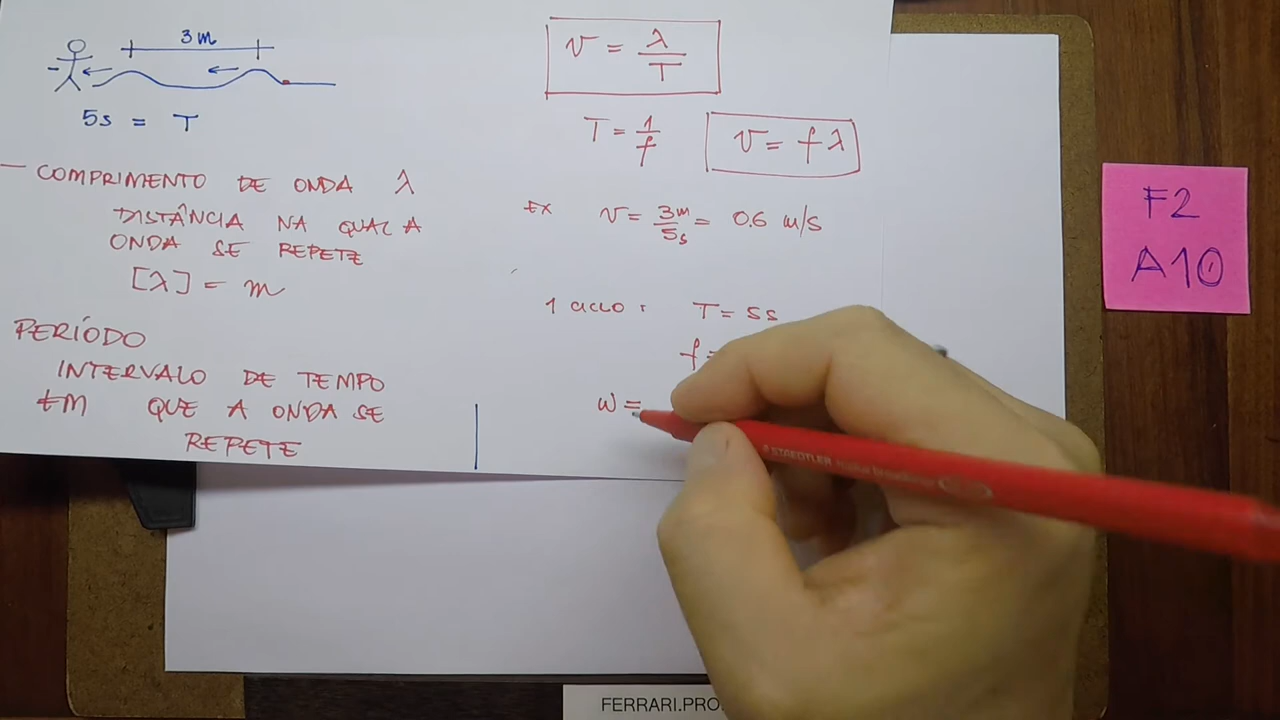 3m
5s = T
— COMPRIMENTO DE ONDA λ
DISTÂNCIA NA QUAL A
ONDA SE REPETE
[λ] = m
PERÍODO
INTERVALO DE TEMPO
EM QUE A ONDA SE
REPETE
v = λ/T
T = 1/f
v = f λ
EX v = 3m/5s = 0.6 m/s
1 CICLO: T = 5s
f =
ω =
F2
A10
STAEDTLER
FERRARI.PRO